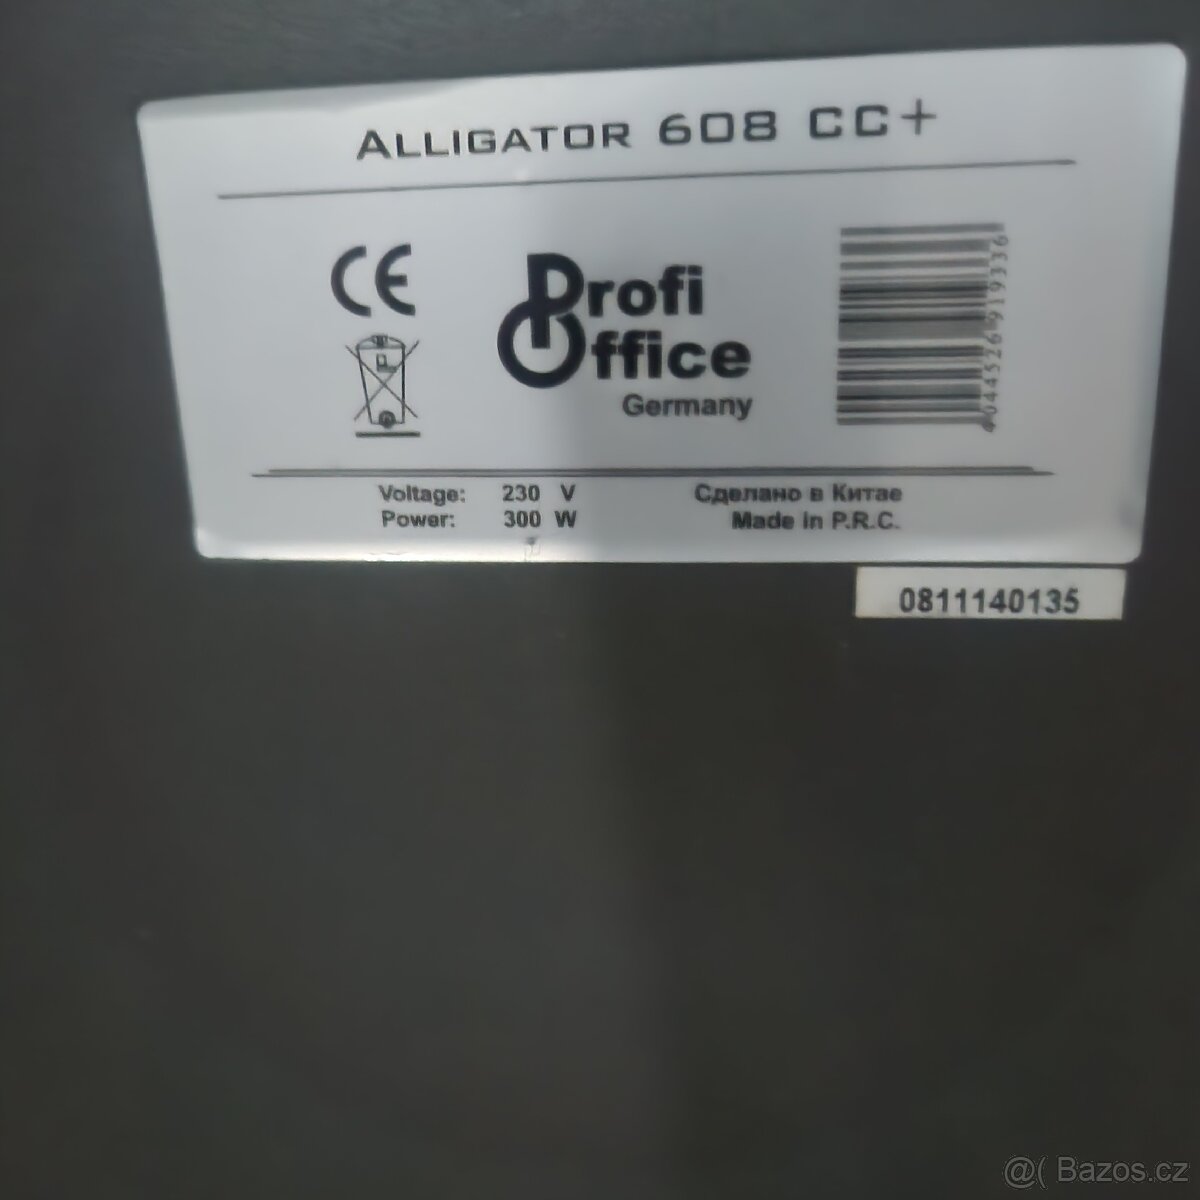 ALLIGATOR 608 CC+
CE
Profi
Office
Germany
4044526919336
Voltage: 230 V
Power: 300 W
Сделано в Китае
Made in P.R.C.
0811140135
@( Bazos.cz